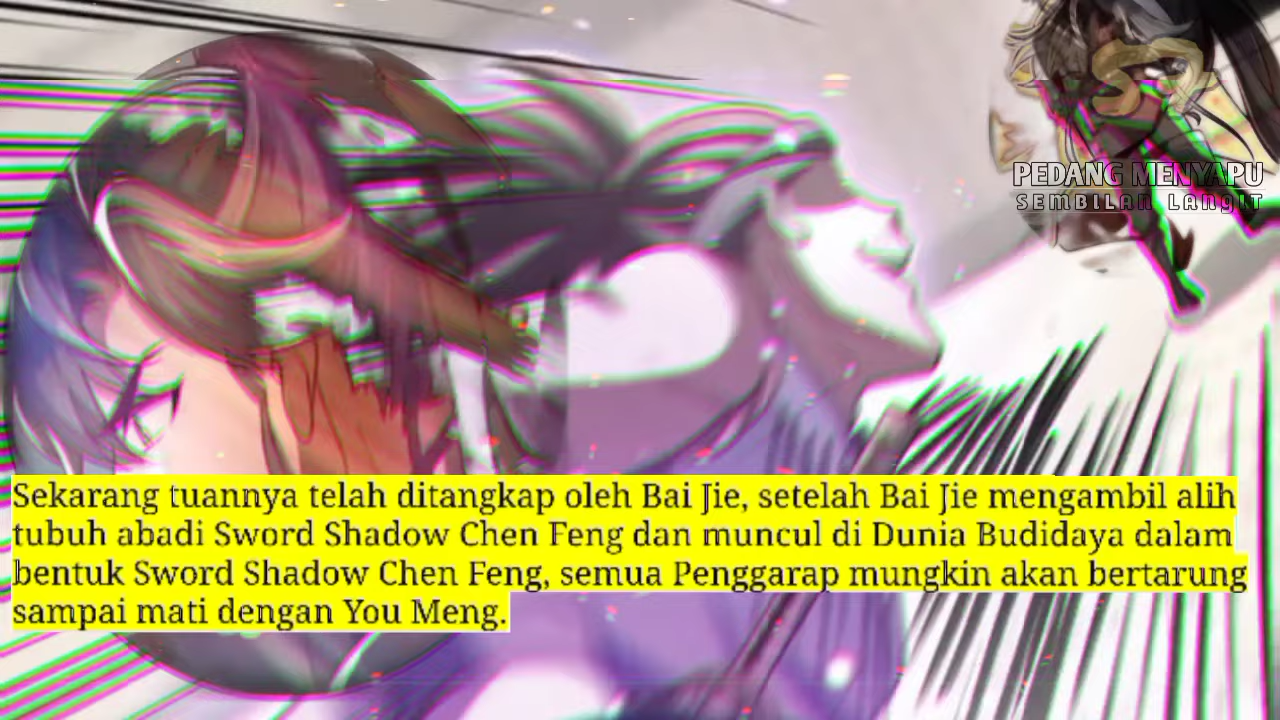 PEDANG MENYAPU
SEMBILAN LANGIT
Sekarang tuannya telah ditangkap oleh Bai Jie, setelah Bai Jie mengambil alih
tubuh abadi Sword Shadow Chen Feng dan muncul di Dunia Budidaya dalam
bentuk Sword Shadow Chen Feng, semua Penggarap mungkin akan bertarung
sampai mati dengan You Meng.